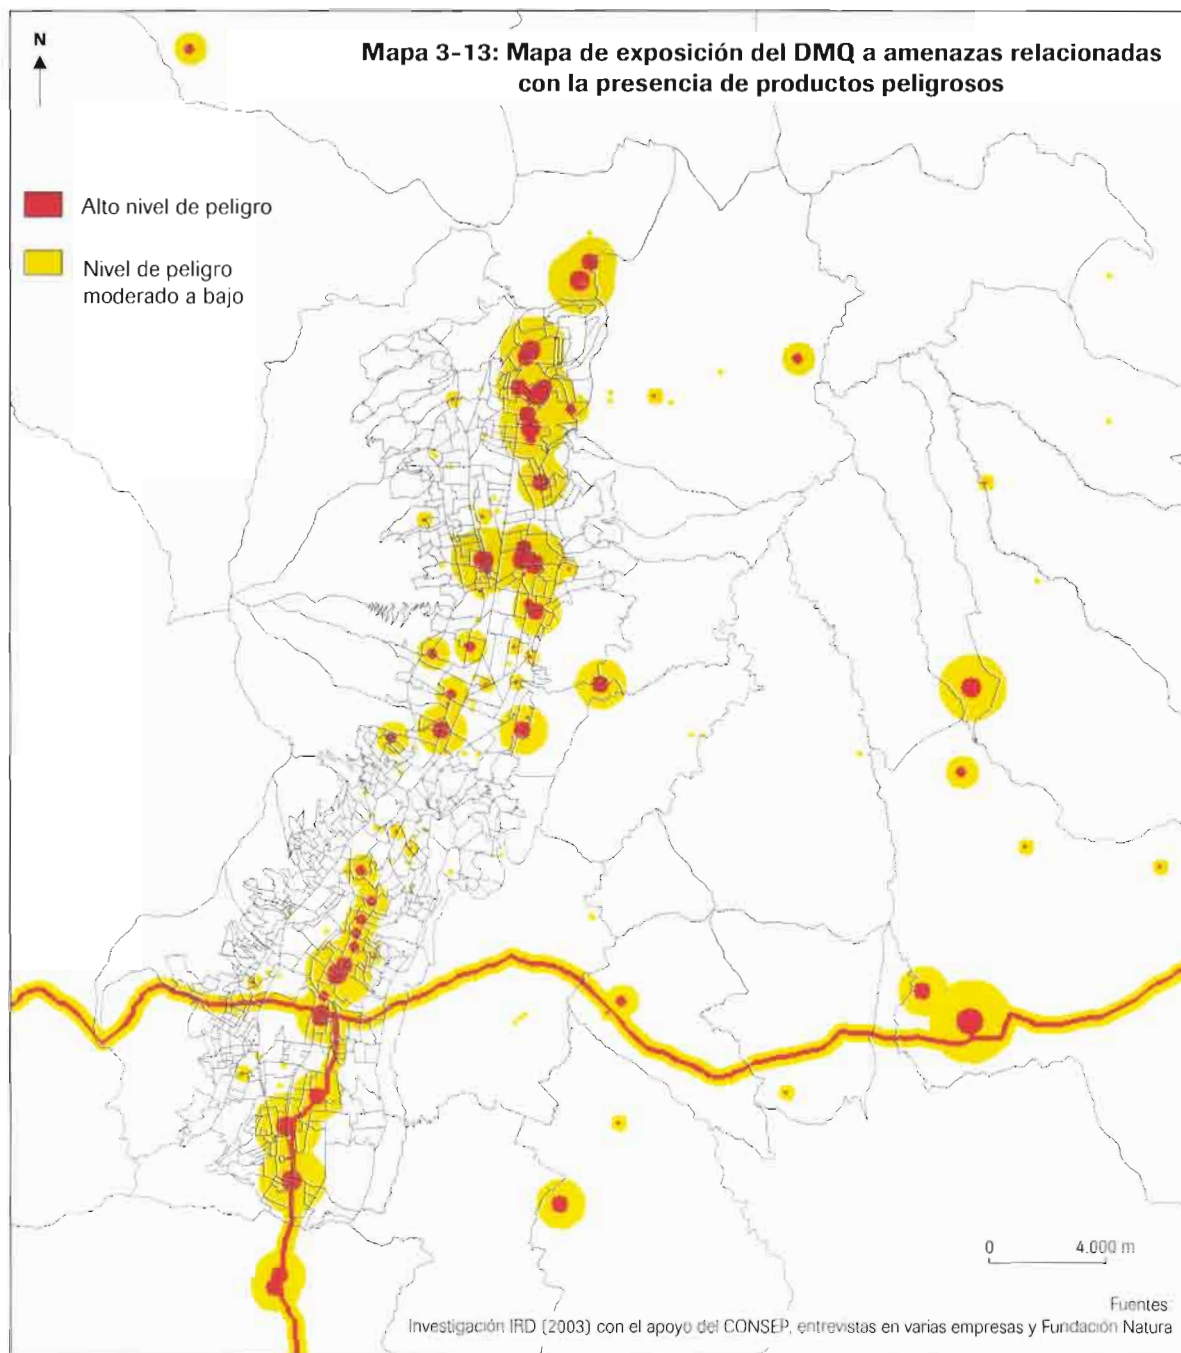 N
Mapa 3-13: Mapa de exposición del DMQ a amenazas relacionadas
con la presencia de productos peligrosos
Alto nivel de peligro
Nivel de peligro
moderado a bajo
0 4.000 m
Fuentes
Investigación IRD (2003) con el apoyo del CONSEP, entrevistas en varias empresas y Fundación Natura